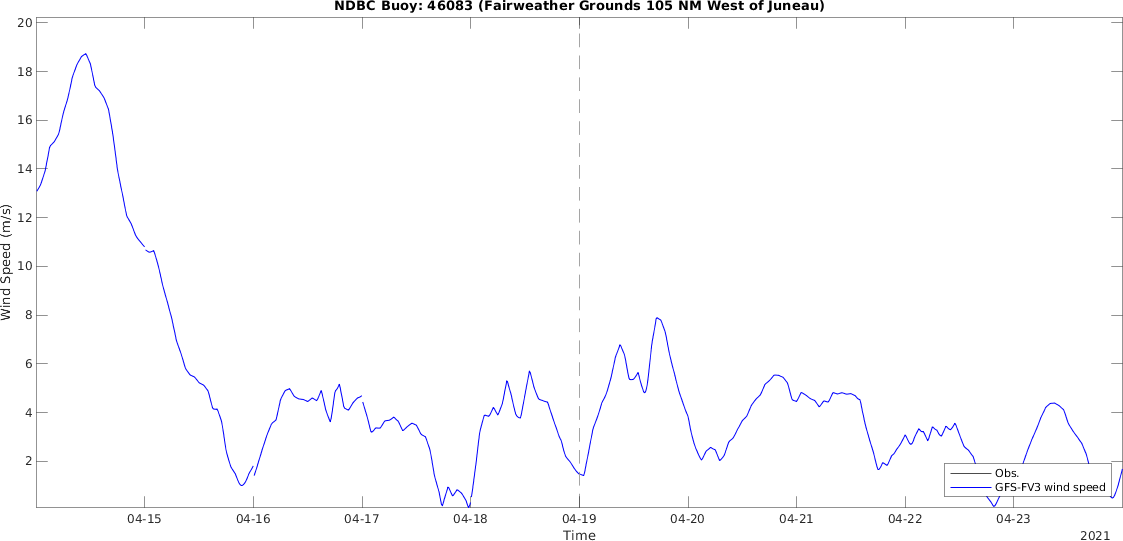 NDBC Buoy: 46083 (Fairweather Grounds 105 NM West of Juneau)
20
18
16
14
12
10
8
6
4
2
Wind Speed (m/s)
Obs.
GFS-FV3 wind speed
04-15 04-16 04-17 04-18 04-19 04-20 04-21 04-22 04-23
Time
2021